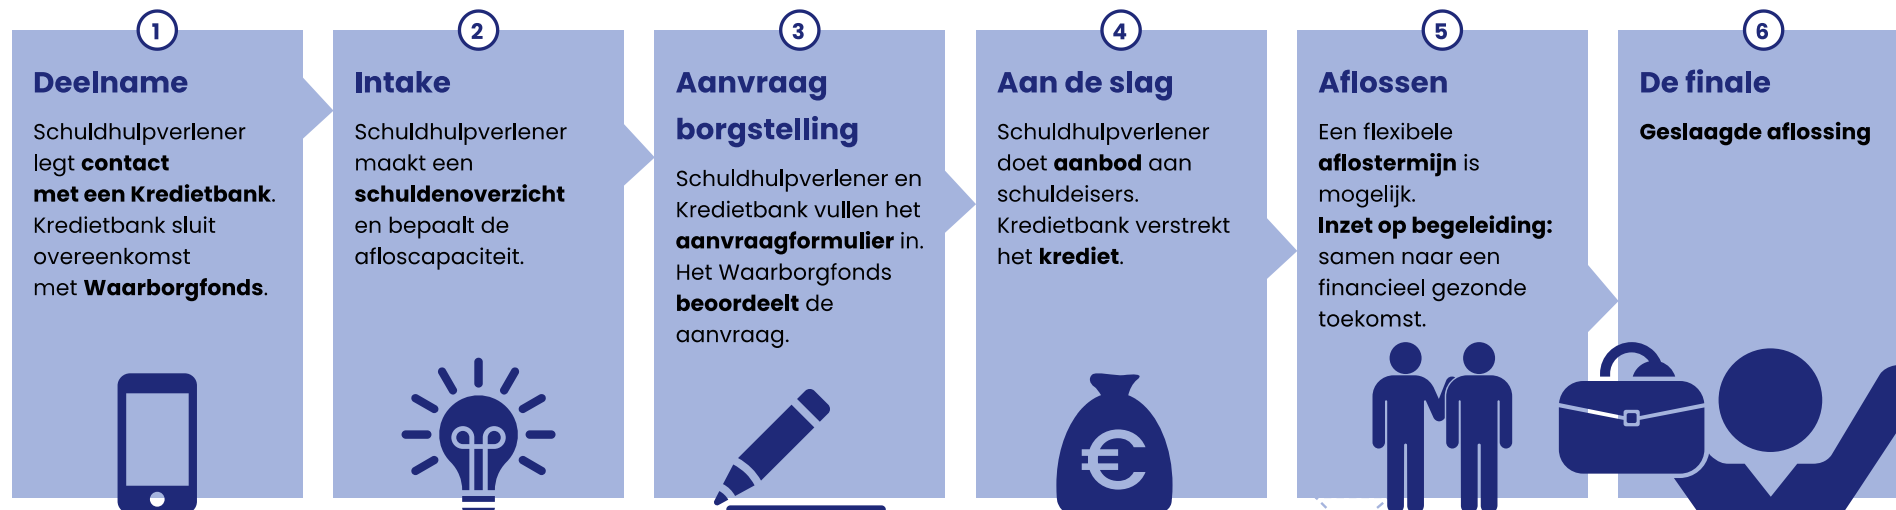 1
Deelname
Schuldhulpverlener
legt contact
met een Kredietbank.
Kredietbank sluit
overeenkomst
met Waarborgfonds.
2
Intake
Schuldhulpverlener
maakt een
schuldenoverzicht
en bepaalt de
afloscapaciteit.
3
Aanvraag
borgstelling
Schuldhulpverlener en
Kredietbank vullen het
aanvraagformulier in.
Het Waarborgfonds
beoordeelt de
aanvraag.
4
Aan de slag
Schuldhulpverlener
doet aanbod aan
schuldeisers.
Kredietbank verstrekt
het krediet.
€
5
Aflossen
Een flexibele
aflostermijn is
mogelijk.
Inzet op begeleiding:
samen naar een
financieel gezonde
toekomst.
6
De finale
Geslaagde aflossing